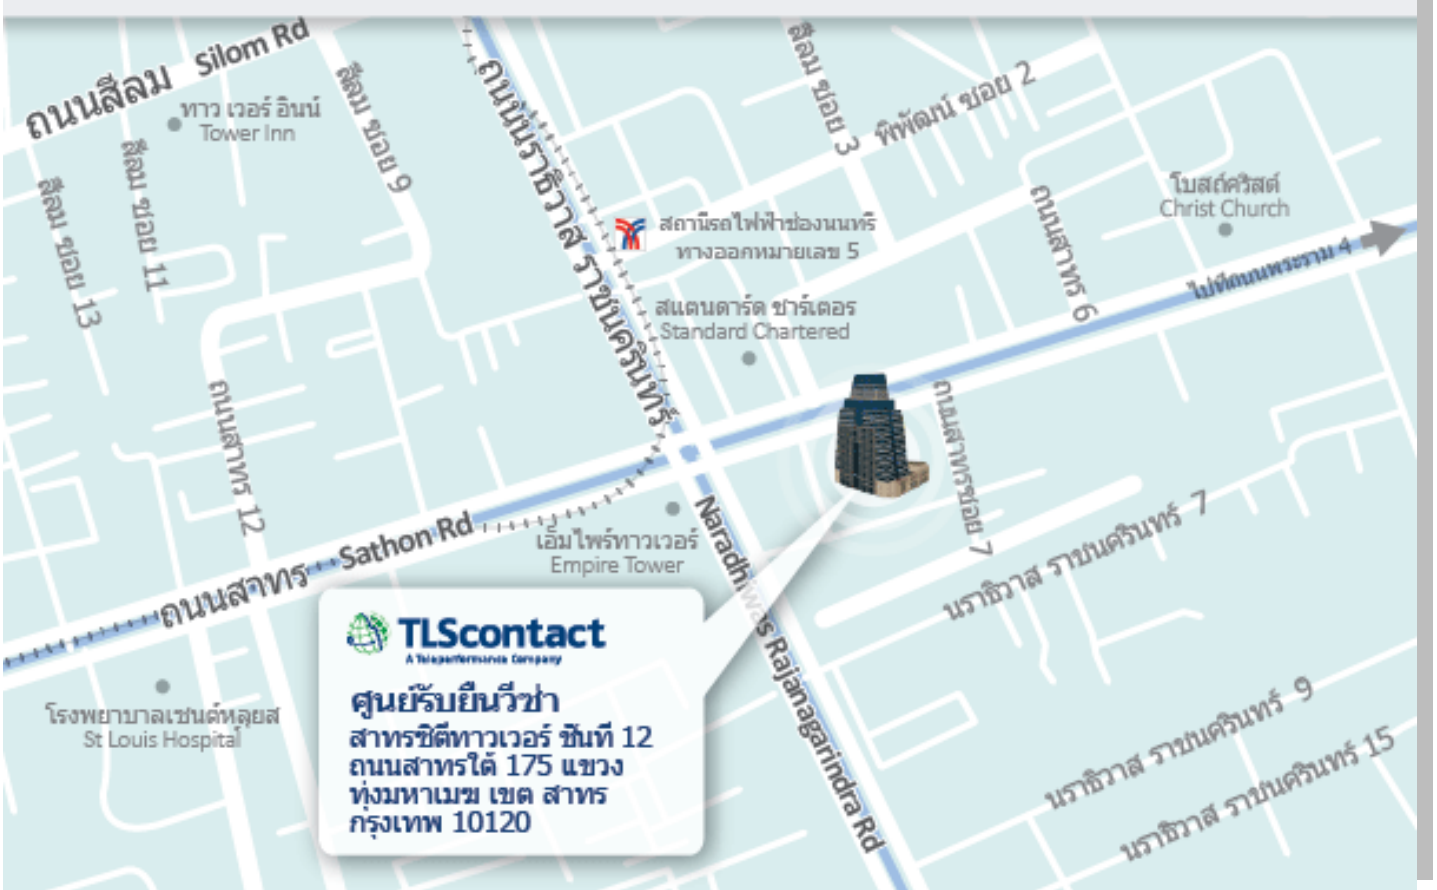 ถนนสีลม Silom Rd
ทาว เวอร์ อินน์
Tower Inn
สีลม ซอย 9
สีลม ซอย 11
สีลม ซอย 13
ถนนนราธิวาส ราชนครินทร์
สีลม ซอย 3
พิพัฒน์ ซอย 2
สถานีรถไฟฟ้าช่องนนทรี
ทางออกหมายเลข 5
ถนนสาทร 6
โบสถ์คริสต์
Christ Church
ไปที่ถนนพระราม 4
สแตนดาร์ด ชาร์เตอร
Standard Chartered
ถนนสาทร 12
ถนนสาทรซอย 7
ถนนสาทร Sathon Rd
เอ็มไพร์ทาวเวอร์
Empire Tower
Naradhiwas Rajanagarindra Rd
นราธิวาส ราชนครินทร์ 7
นราธิวาส ราชนครินทร์ 9
นราธิวาส ราชนครินทร์ 15
โรงพยาบาลเซนต์หลุยส
St Louis Hospital
TLScontact
A Teleperformance Company
ศูนย์รับยื่นวีซ่า
สาทรซิตี้ทาวเวอร์ ชั้นที่ 12
ถนนสาทรใต้ 175 แขวง
ทุ่งมหาเมฆ เขต สาทร
กรุงเทพ 10120